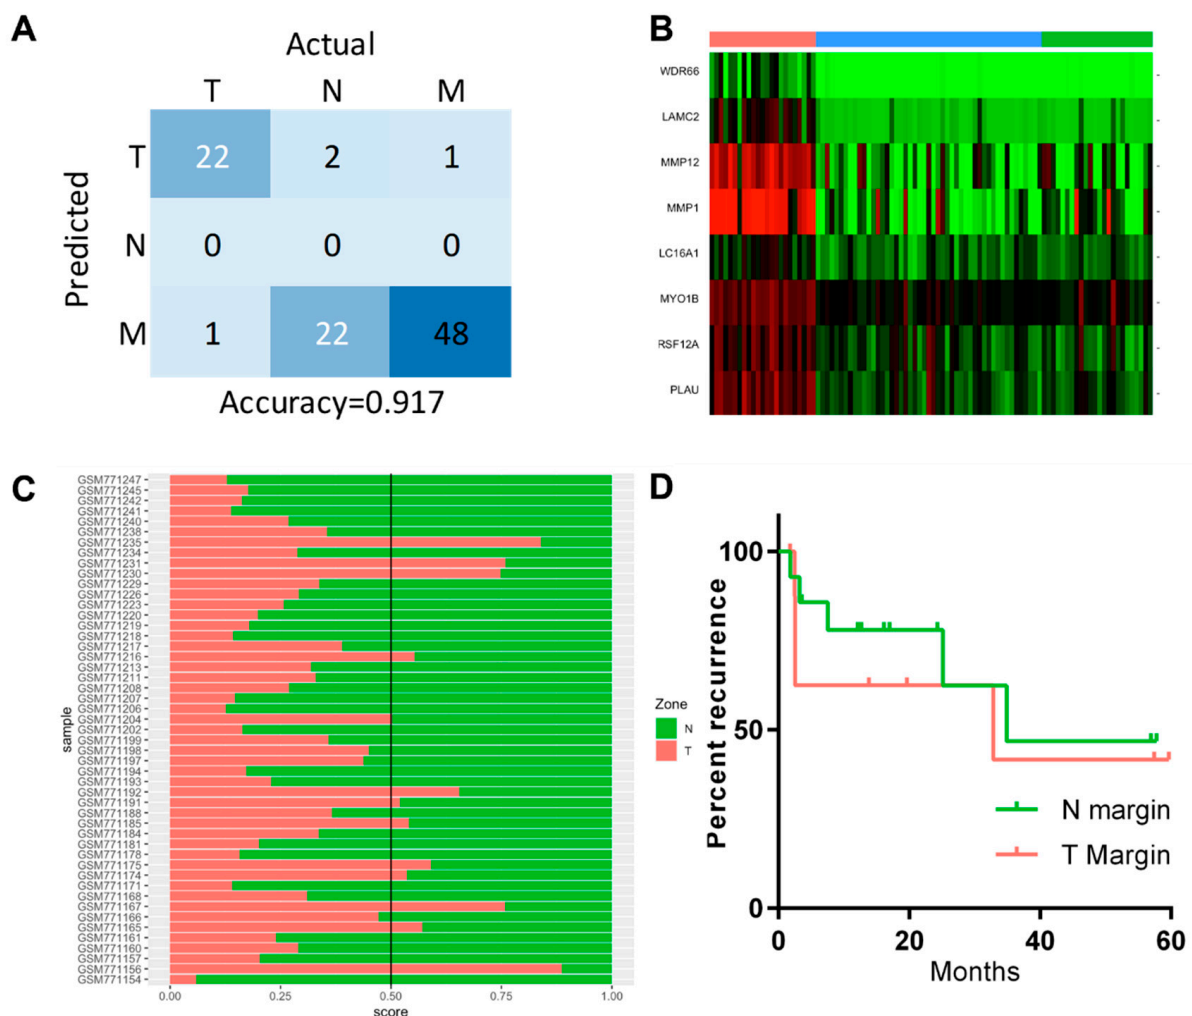 A
Actual
T N M
Predicted
T 22 2 1
N 0 0 0
M 1 22 48
Accuracy=0.917
B
WDR66
LAMC2
MMP12
MMP1
LC16A1
MYO1B
RSF12A
PLAU
C
sample
GSM771247
GSM771245
GSM771242
GSM771241
GSM771240
GSM771238
GSM771235
GSM771234
GSM771231
GSM771230
GSM771229
GSM771226
GSM771223
GSM771220
GSM771219
GSM771218
GSM771217
GSM771216
GSM771213
GSM771211
GSM771208
GSM771207
GSM771206
GSM771204
GSM771202
GSM771199
GSM771198
GSM771197
GSM771194
GSM771193
GSM771192
GSM771191
GSM771188
GSM771185
GSM771184
GSM771181
GSM771178
GSM771175
GSM771174
GSM771171
GSM771168
GSM771167
GSM771166
GSM771165
GSM771161
GSM771160
GSM771157
GSM771156
GSM771154
0.00 0.25 0.50 0.75 1.00
score
Zone
N
T
D
Percent recurrence
100
50
0
0 20 40 60
Months
N margin
T Margin